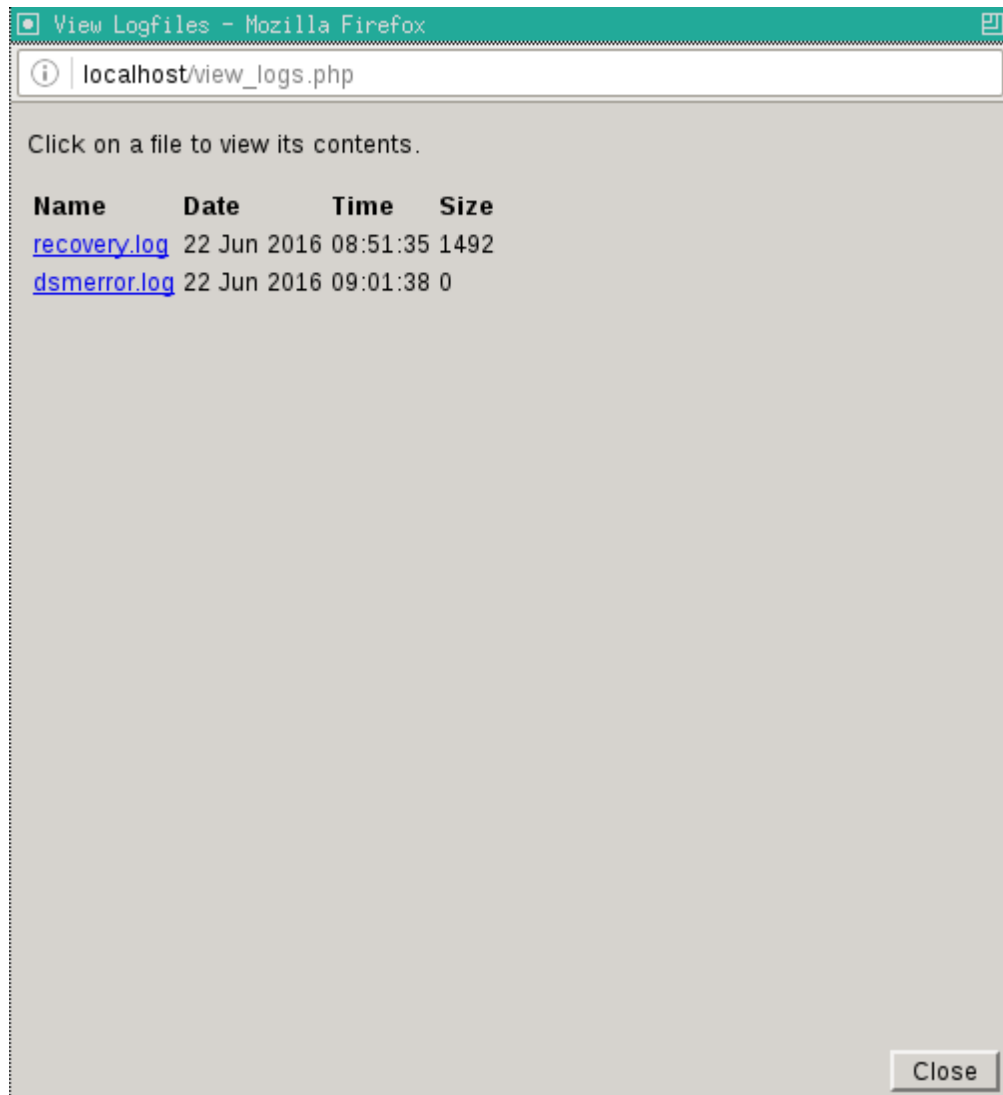 View Logfiles - Mozilla Firefox
localhost/view_logs.php
Click on a file to view its contents.
Name Date Time Size
recovery.log 22 Jun 2016 08:51:35 1492
dsmerror.log 22 Jun 2016 09:01:38 0
Close